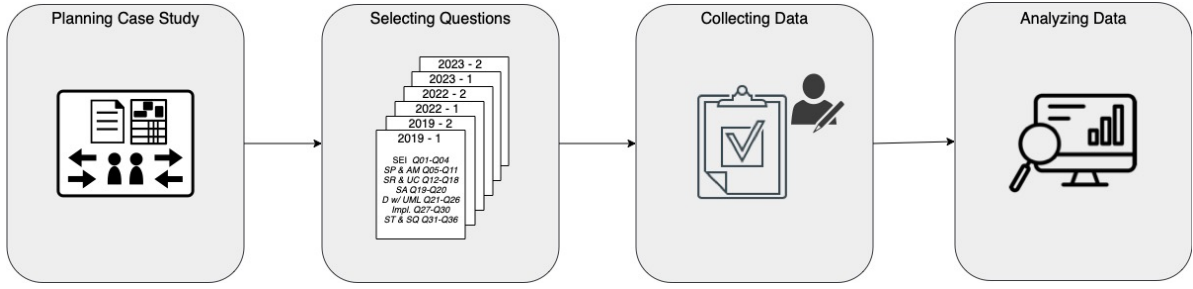 Planning Case Study
Selecting Questions
2023 - 2
2023 - 1
2022 - 2
2022 - 1
2019 - 2
2019 - 1
SEI Q01-Q04
SP & AM Q05-Q11
SR & UC Q12-Q18
SA Q19-Q20
D w/ UML Q21-Q26
Impl. Q27-Q30
ST & SQ Q31-Q36
Collecting Data
Analyzing Data